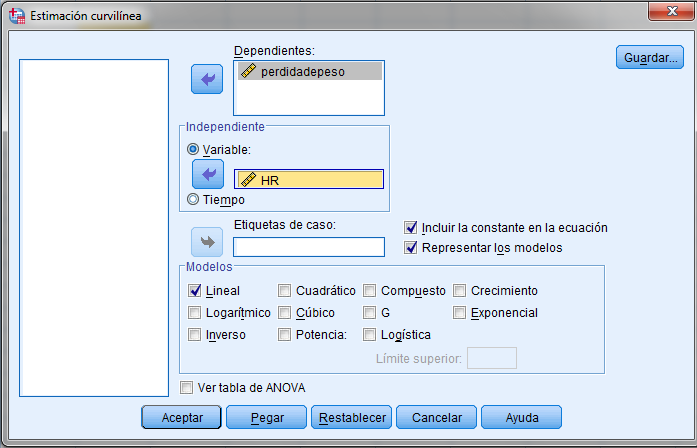 Estimación curvilínea
Dependientes:
perdidadepeso
Guardar...
Independiente
Variable:
HR
Tiempo
Etiquetas de caso:
Incluir la constante en la ecuación
Representar los modelos
Modelos
Lineal
Cuadrático
Compuesto
Crecimiento
Logarítmico
Cúbico
G
Exponencial
Inverso
Potencia:
Logística
Límite superior:
Ver tabla de ANOVA
Aceptar
Pegar
Restablecer
Cancelar
Ayuda